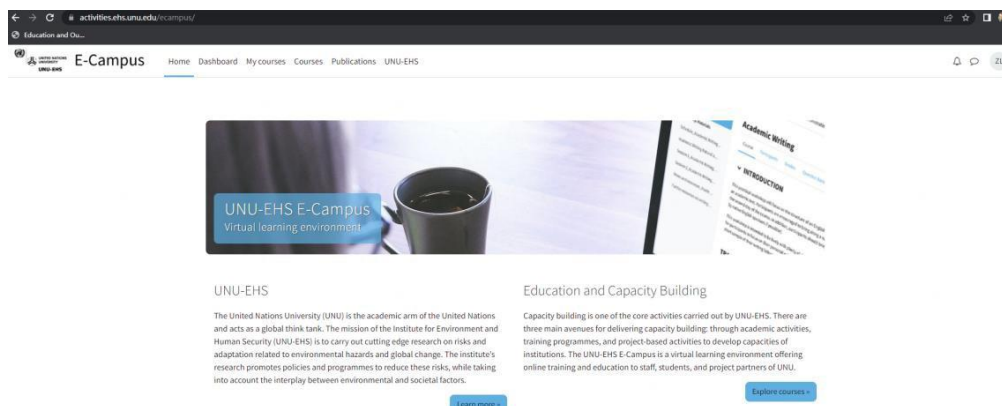 activities.ehs.unu.edu/ecampus/
Education and Ou...
UNITED NATIONS
UNIVERSITY
UNU-EHS
E-Campus
Home Dashboard My courses Courses Publications UNU-EHS
ZL
Academic Writing
INTRODUCTION
UNU-EHS E-Campus
Virtual learning environment
UNU-EHS
The United Nations University (UNU) is the academic arm of the United Nations
and acts as a global think tank. The mission of the Institute for Environment and
Human Security (UNU-EHS) is to carry out cutting edge research on risks and
adaptation related to environmental hazards and global change. The institute's
research promotes policies and programmes to reduce these risks, while taking
into account the interplay between environmental and societal factors.
Learn more »
Education and Capacity Building
Capacity building is one of the core activities carried out by UNU-EHS. There are
three main avenues for delivering capacity building: through academic activities,
training programmes, and project-based activities to develop capacities of
institutions. The UNU-EHS E-Campus is a virtual learning environment offering
online training and education to staff, students, and project partners of UNU.
Explore courses »